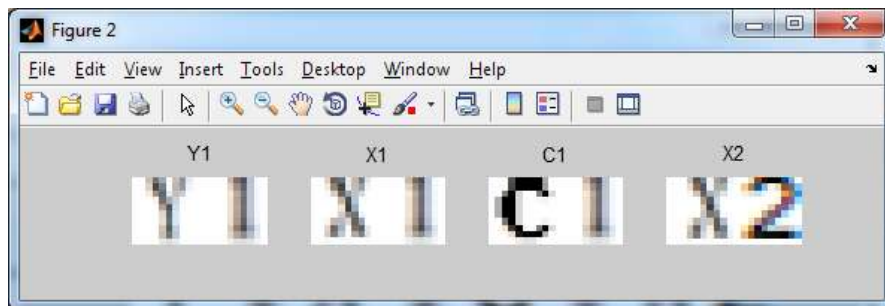 Figure 2
File Edit View Insert Tools Desktop Window Help
Y1 X1 C1 X2
Y1 X1 C1 X2